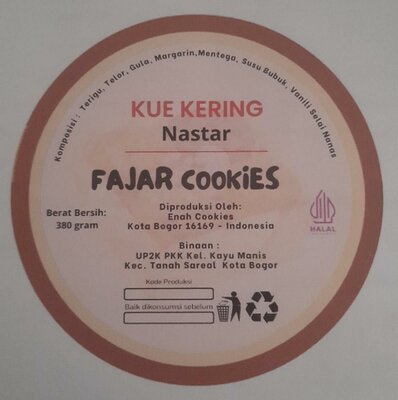 Komposisi : Terigu, Telor, Gula, Margarin,Mentega, Susu Bubuk, Vanili Selai Nanas
KUE KERING
Nastar
FAJAR COOKIES
Berat Bersih:
380 gram
Diproduksi Oleh:
Enah Cookies
Kota Bogor 16169 - Indonesia
HALAL
Binaan :
UP2K PKK Kel. Kayu Manis
Kec. Tanah Sareal Kota Bogor
Kode Produksi
Baik dikonsumsi sebelum